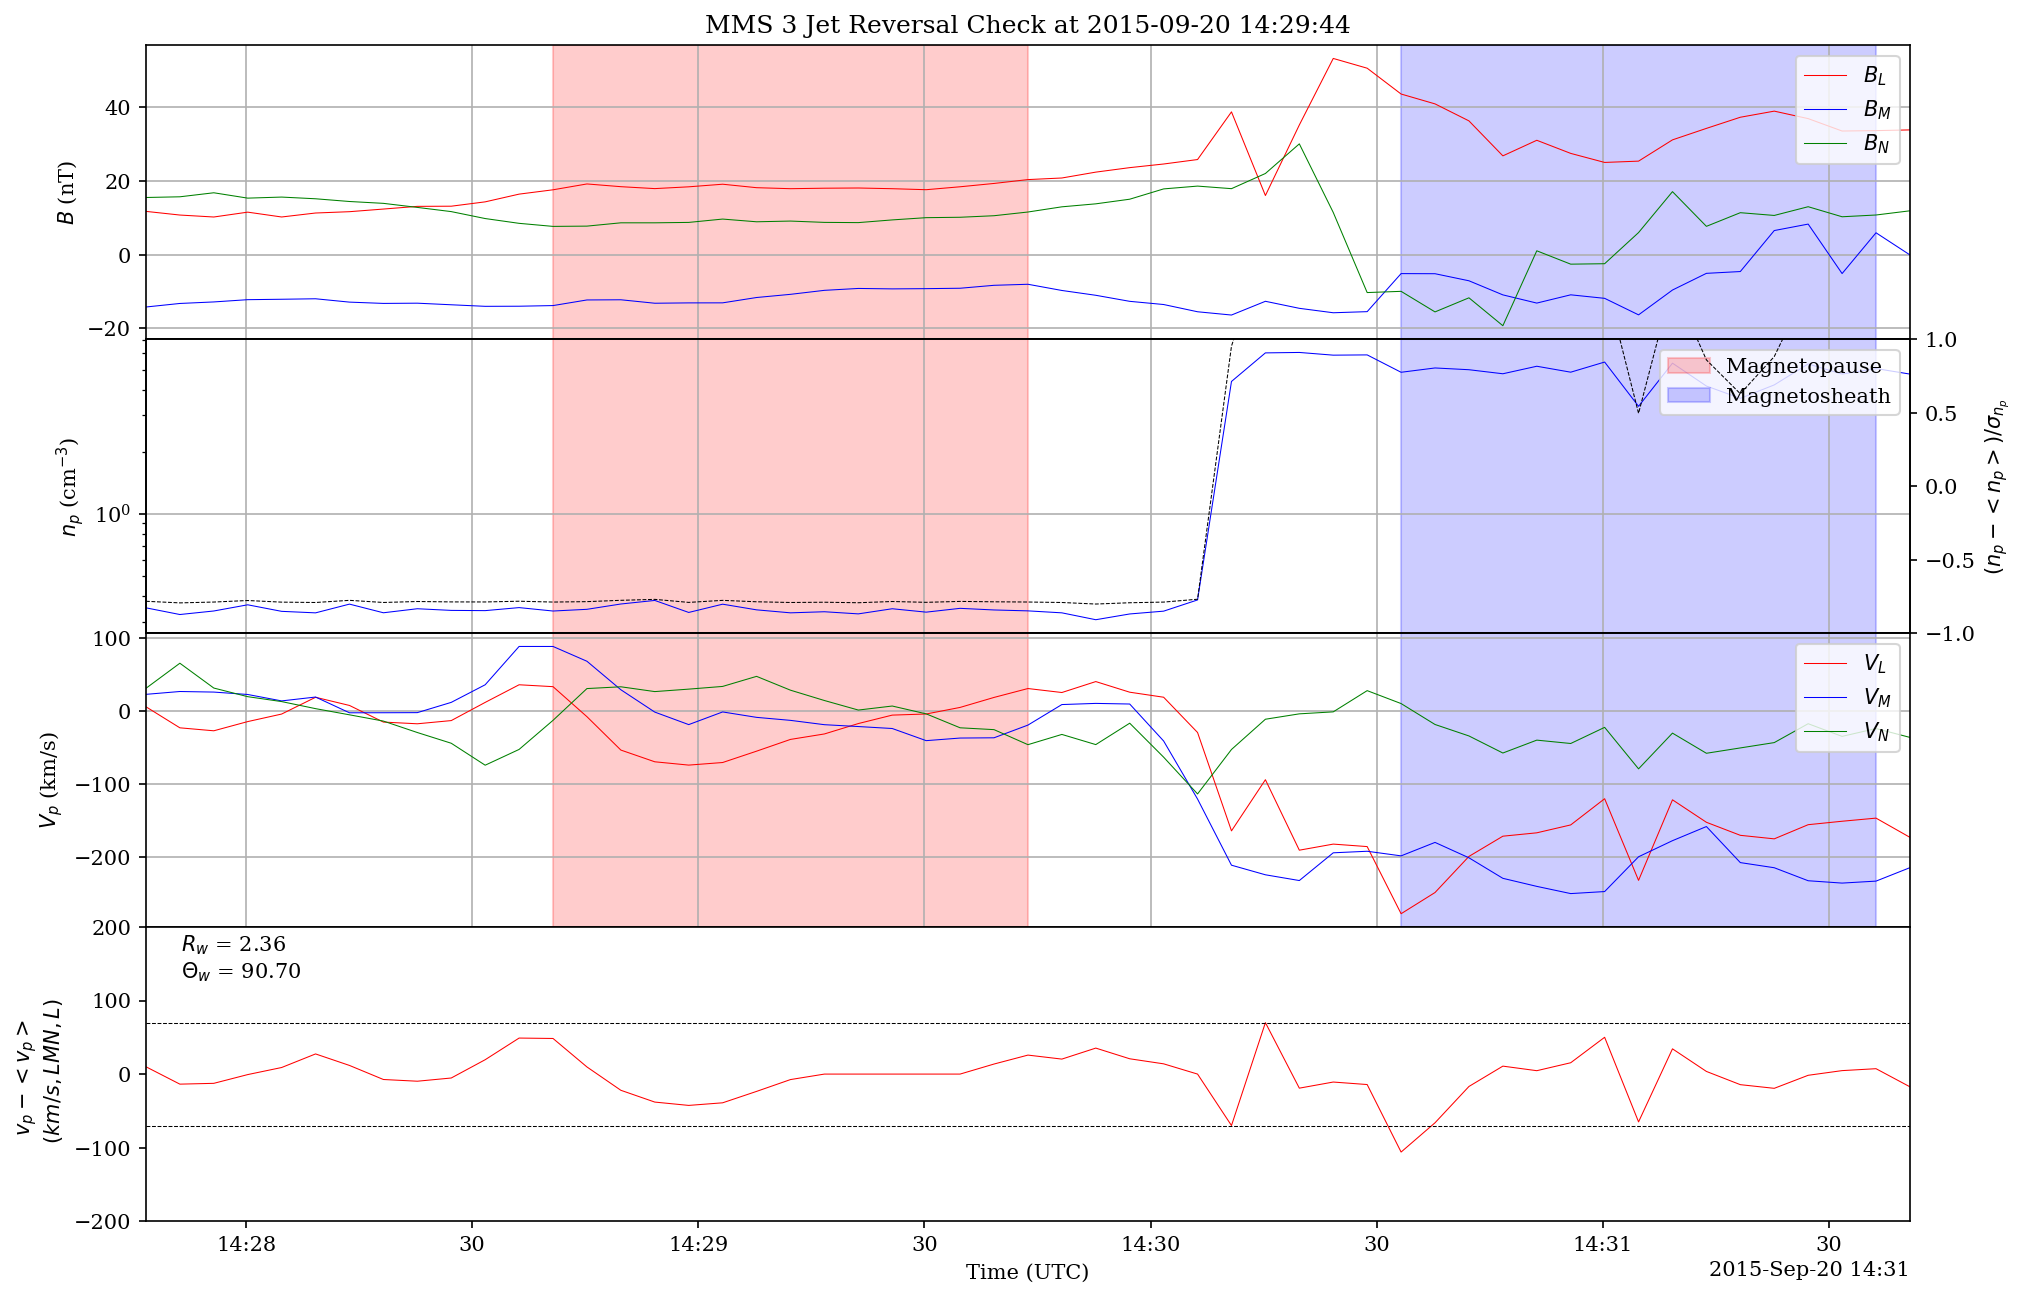 MMS 3 Jet Reversal Check at 2015-09-20 14:29:44
B (nT)
40
20
0
−20
B_L
B_M
B_N
n_p (cm^{−3})
10^0
Magnetopause
Magnetosheath
1.0
0.5
0.0
−0.5
−1.0
(n_p − < n_p >)/σ_{n_p}
V_p (km/s)
100
0
−100
−200
V_L
V_M
V_N
v_p − < v_p >
(km/s, LMN, L)
200
100
0
−100
−200
R_w = 2.36
Θ_w = 90.70
14:28
30
14:29
30
14:30
30
14:31
30
Time (UTC)
2015-Sep-20 14:31